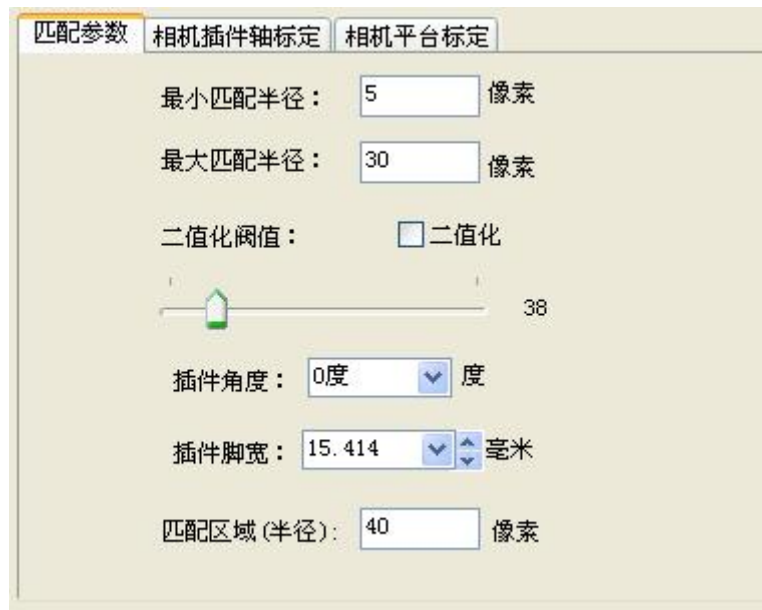 匹配参数 相机插件轴标定 相机平台标定
最小匹配半径： 5 像素
最大匹配半径： 30 像素
二值化阀值： 二值化
38
插件角度： 0度 度
插件脚宽： 15.414 毫米
匹配区域(半径): 40 像素